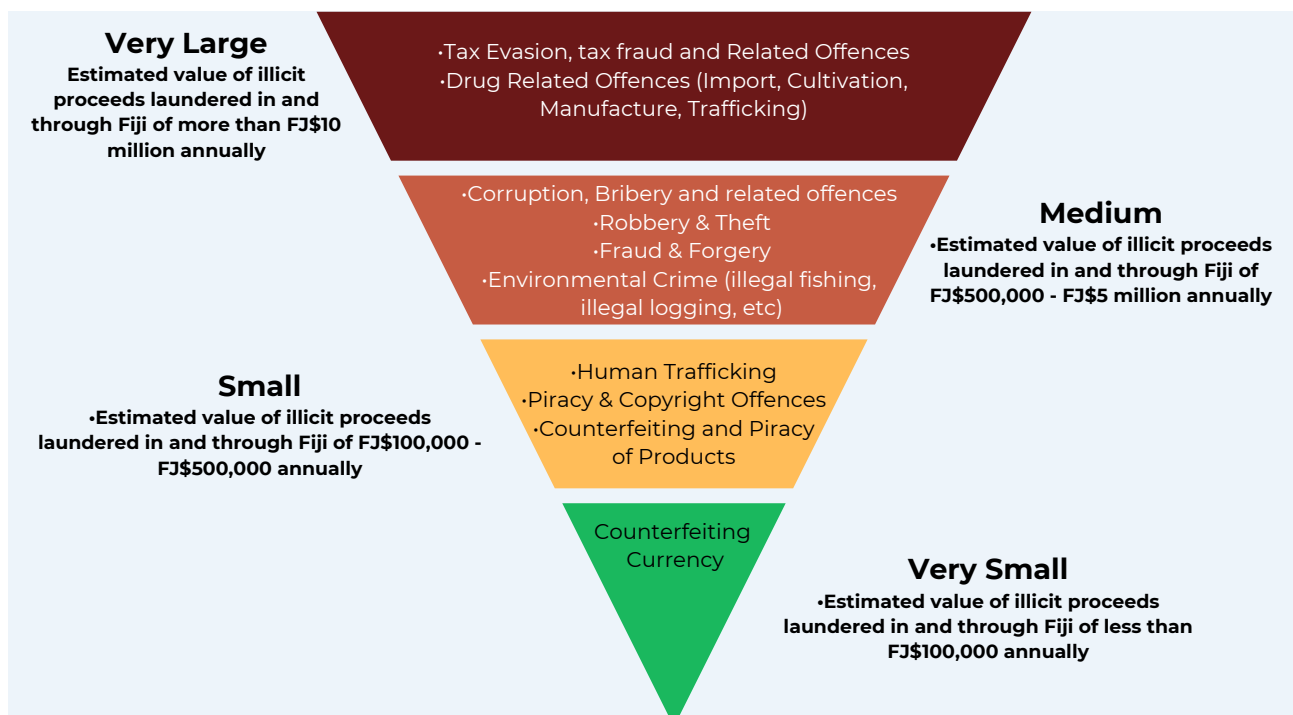 Very Large
Estimated value of illicit
proceeds laundered in and
through Fiji of more than FJ$10
million annually
•Tax Evasion, tax fraud and Related Offences
•Drug Related Offences (Import, Cultivation,
Manufacture, Trafficking)
•Corruption, Bribery and related offences
•Robbery & Theft
•Fraud & Forgery
•Environmental Crime (illegal fishing,
illegal logging, etc)
Medium
•Estimated value of illicit proceeds
laundered in and through Fiji of
FJ$500,000 - FJ$5 million annually
Small
•Estimated value of illicit proceeds
laundered in and through Fiji of FJ$100,000 -
FJ$500,000 annually
•Human Trafficking
•Piracy & Copyright Offences
•Counterfeiting and Piracy
of Products
Counterfeiting
Currency
Very Small
•Estimated value of illicit proceeds
laundered in and through Fiji of less than
FJ$100,000 annually